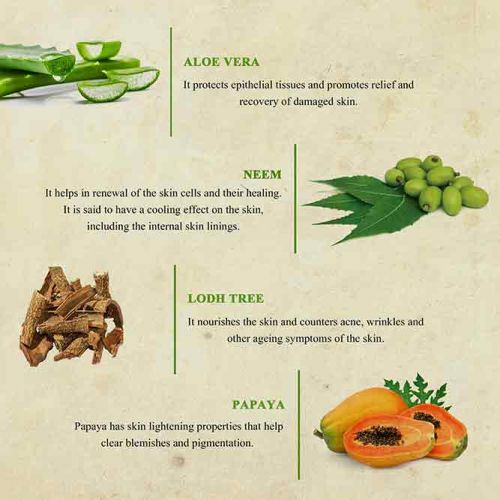 ALOE VERA
It protects epithelial tissues and promotes relief and
recovery of damaged skin.
NEEM
It helps in renewal of the skin cells and their healing.
It is said to have a cooling effect on the skin,
including the internal skin linings.
LODH TREE
It nourishes the skin and counters acne, wrinkles and
other ageing symptoms of the skin.
PAPAYA
Papaya has skin lightening properties that help
clear blemishes and pigmentation.